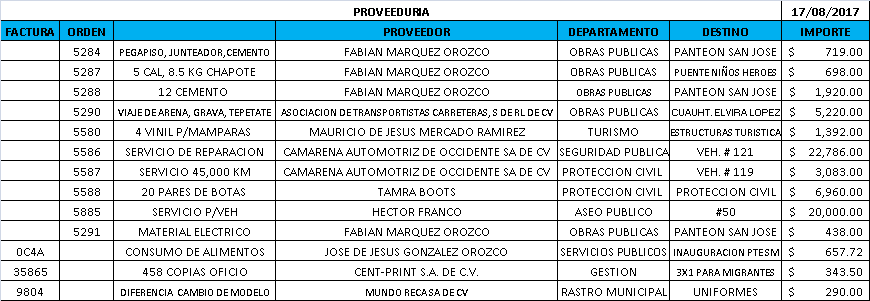 PROVEEDURIA 17/08/2017
FACTURA ORDEN PROVEEDOR DEPARTAMENTO DESTINO IMPORTE
5284 PEGAPISO, JUNTEADOR,CEMENTO FABIAN MARQUEZ OROZCO OBRAS PUBLICAS PANTEON SAN JOSE $ 719.00
5287 5 CAL, 8.5 KG CHAPOTE FABIAN MARQUEZ OROZCO OBRAS PUBLICAS PUENTE NIÑOS HEROES $ 698.00
5288 12 CEMENTO FABIAN MARQUEZ OROZCO OBRAS PUBLICAS PANTEON SAN JOSE $ 1,920.00
5290 VIAJE DE ARENA, GRAVA, TEPETATE ASOCIACION DE TRANSPORTISTAS CARRETERAS, S DE RL DE CV OBRAS PUBLICAS CUAUHT. ELVIRA LOPEZ $ 5,220.00
5580 4 VINIL P/MAMPARAS MAURICIO DE JESUS MERCADO RAMIREZ TURISMO ESTRUCTURAS TURISTICA $ 1,392.00
5586 SERVICIO DE REPARACION CAMARENA AUTOMOTRIZ DE OCCIDENTE SA DE CV SEGURIDAD PUBLICA VEH. # 121 $ 22,786.00
5587 SERVICIO 45,000 KM CAMARENA AUTOMOTRIZ DE OCCIDENTE SA DE CV PROTECCION CIVIL VEH. # 119 $ 3,083.00
5588 20 PARES DE BOTAS TAMRA BOOTS PROTECCION CIVIL PROTECCION CIVIL $ 6,960.00
5885 SERVICIO P/VEH HECTOR FRANCO ASEO PUBLICO #50 $ 20,000.00
5291 MATERIAL ELECTRICO FABIAN MARQUEZ OROZCO OBRAS PUBLICAS PANTEON SAN JOSE $ 438.00
0C4A CONSUMO DE ALIMENTOS JOSE DE JESUS GONZALEZ OROZCO SERVICIOS PUBLICOS INAUGURACION PTE SM $ 657.72
35865 458 COPIAS OFICIO CENT-PRINT S.A. DE C.V. GESTION 3X1 PARA MIGRANTES $ 343.50
9804 DIFERENCIA CAMBIO DE MODELO MUNDO RECA SA DE CV RASTRO MUNICIPAL UNIFORMES $ 290.00